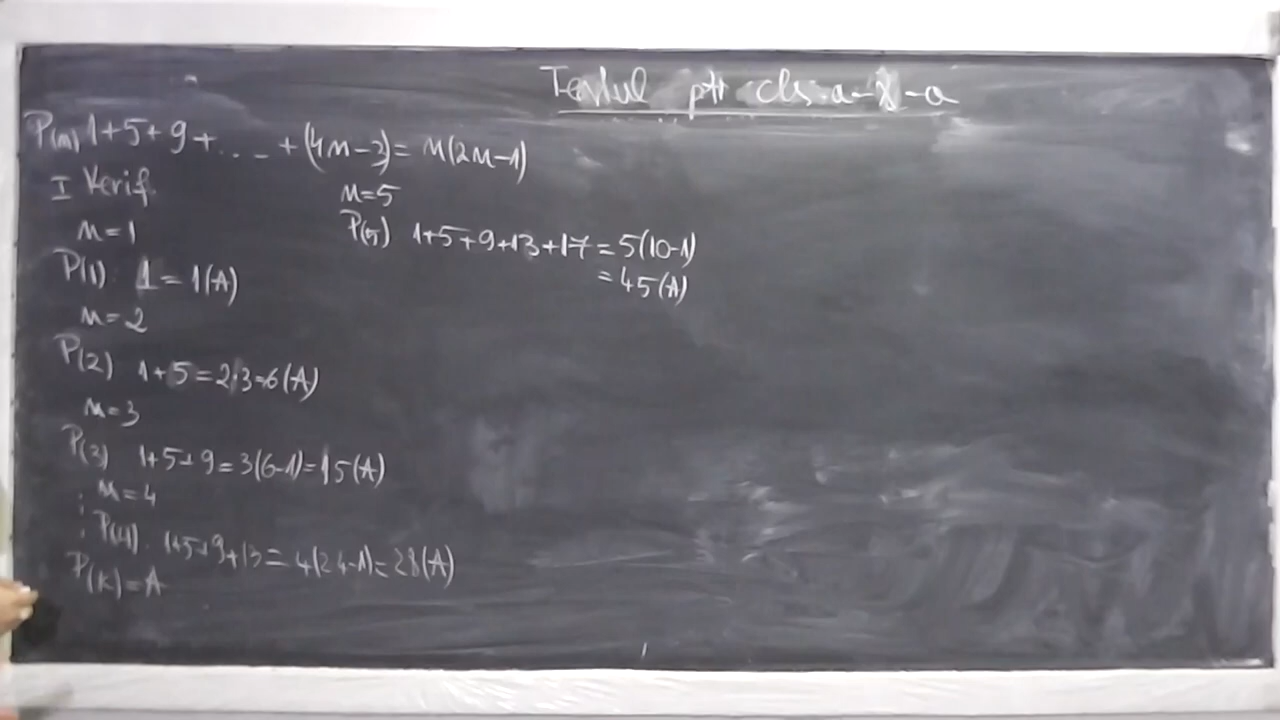 Testul ptr cls. a-X-a
P(n) 1+5+9+....+(4n-3)= n(2n-1)
I Verif.
n=1
P(1) 1=1(A)
n=2
P(2) 1+5=2·3=6(A)
n=3
P(3) 1+5+9=3(6-1)=15(A)
: n=4
: P(4). 1+5+9+13=4(2·4-1)=28(A)
P(k)=A
n=5
P(5) 1+5+9+13+17=5(10-1)
=45(A)